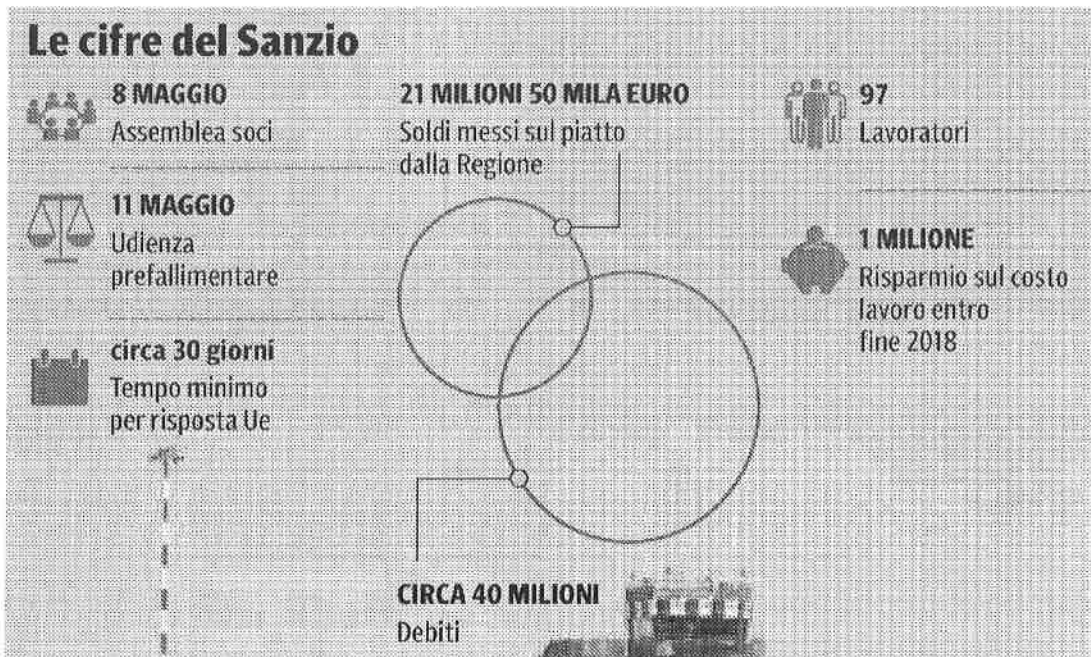 Le cifre del Sanzio
8 MAGGIO
Assemblea soci
11 MAGGIO
Udienza
prefallimentare
circa 30 giorni
Tempo minimo
per risposta Ue
21 MILIONI 50 MILA EURO
Soldi messi sul piatto
dalla Regione
CIRCA 40 MILIONI
Debiti
97
Lavoratori
1 MILIONE
Risparmio sul costo
lavoro entro
fine 2018